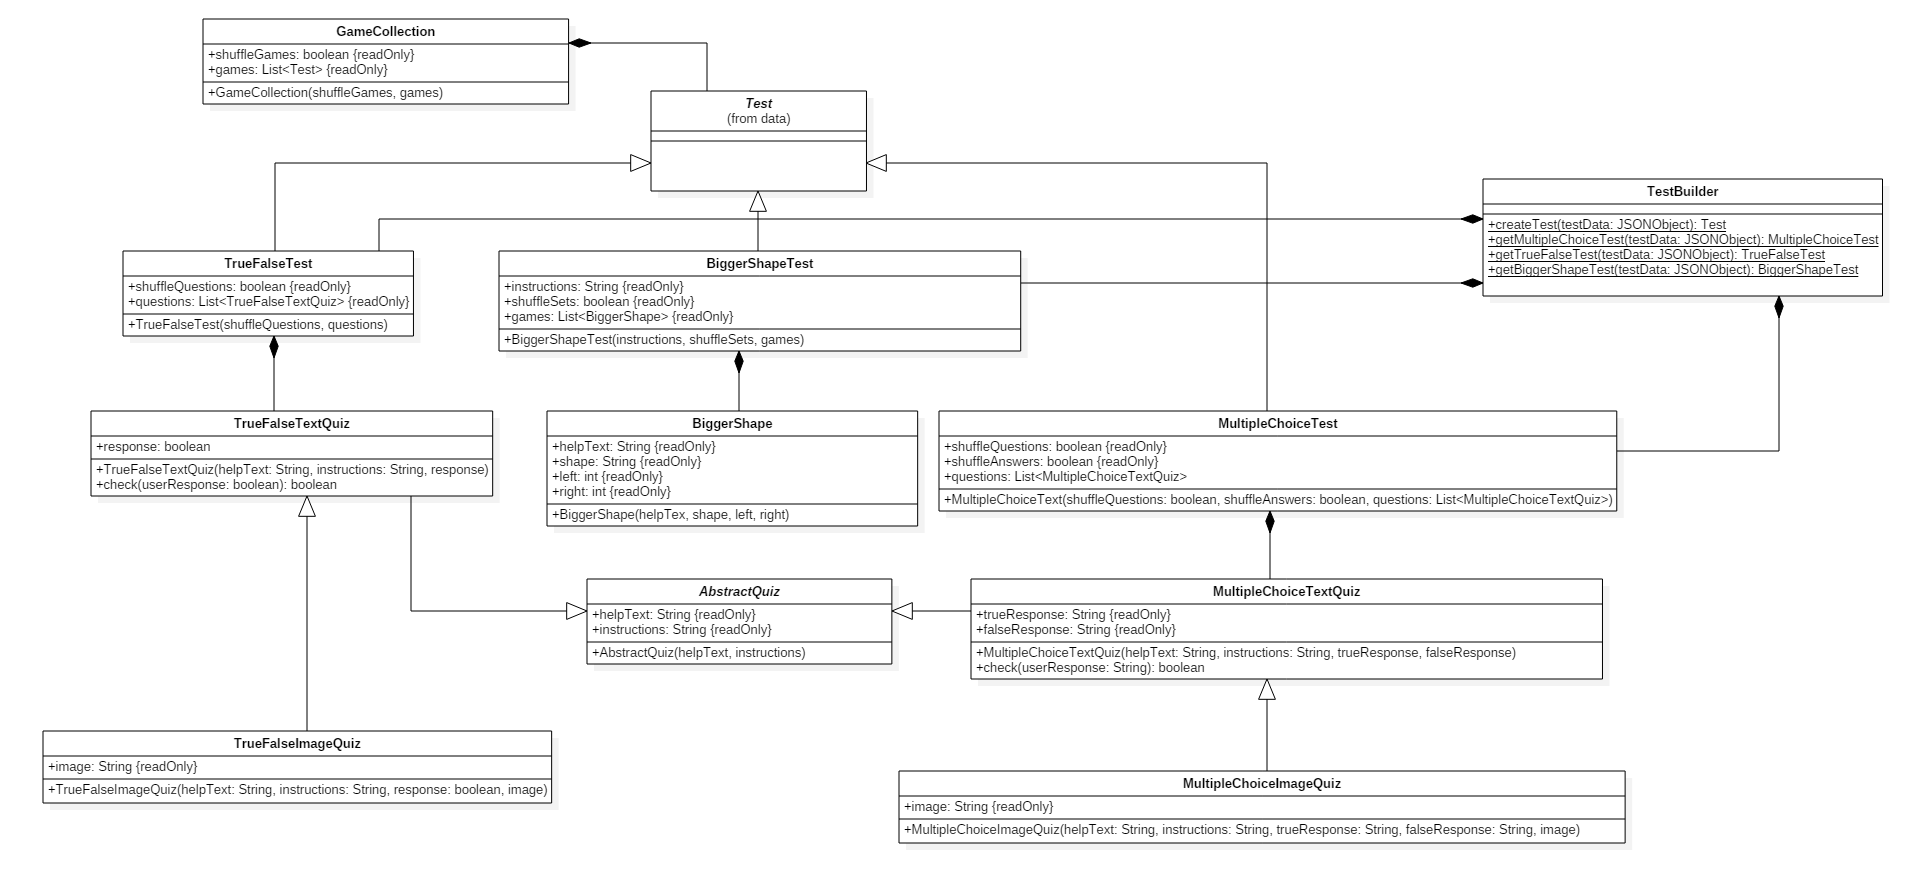 GameCollection
+shuffleGames: boolean {readOnly}
+games: List<Test> {readOnly}
+GameCollection(shuffleGames, games)
Test
(from data)
TestBuilder
+createTest(testData: JSONObject): Test
+getMultipleChoiceTest(testData: JSONObject): MultipleChoiceTest
+getTrueFalseTest(testData: JSONObject): TrueFalseTest
+getBiggerShapeTest(testData: JSONObject): BiggerShapeTest
TrueFalseTest
+shuffleQuestions: boolean {readOnly}
+questions: List<TrueFalseTextQuiz> {readOnly}
+TrueFalseTest(shuffleQuestions, questions)
BiggerShapeTest
+instructions: String {readOnly}
+shuffleSets: boolean {readOnly}
+games: List<BiggerShape> {readOnly}
+BiggerShapeTest(instructions, shuffleSets, games)
TrueFalseTextQuiz
+response: boolean
+TrueFalseTextQuiz(helpText: String, instructions: String, response)
+check(userResponse: boolean): boolean
BiggerShape
+helpText: String {readOnly}
+shape: String {readOnly}
+left: int {readOnly}
+right: int {readOnly}
+BiggerShape(helpTex, shape, left, right)
MultipleChoiceTest
+shuffleQuestions: boolean {readOnly}
+shuffleAnswers: boolean {readOnly}
+questions: List<MultipleChoiceTextQuiz>
+MultipleChoiceText(shuffleQuestions: boolean, shuffleAnswers: boolean, questions: List<MultipleChoiceTextQuiz>)
AbstractQuiz
+helpText: String {readOnly}
+instructions: String {readOnly}
+AbstractQuiz(helpText, instructions)
MultipleChoiceTextQuiz
+trueResponse: String {readOnly}
+falseResponse: String {readOnly}
+MultipleChoiceTextQuiz(helpText: String, instructions: String, trueResponse, falseResponse)
+check(userResponse: String): boolean
TrueFalseImageQuiz
+image: String {readOnly}
+TrueFalseImageQuiz(helpText: String, instructions: String, response: boolean, image)
MultipleChoiceImageQuiz
+image: String {readOnly}
+MultipleChoiceImageQuiz(helpText: String, instructions: String, trueResponse: String, falseResponse: String, image)